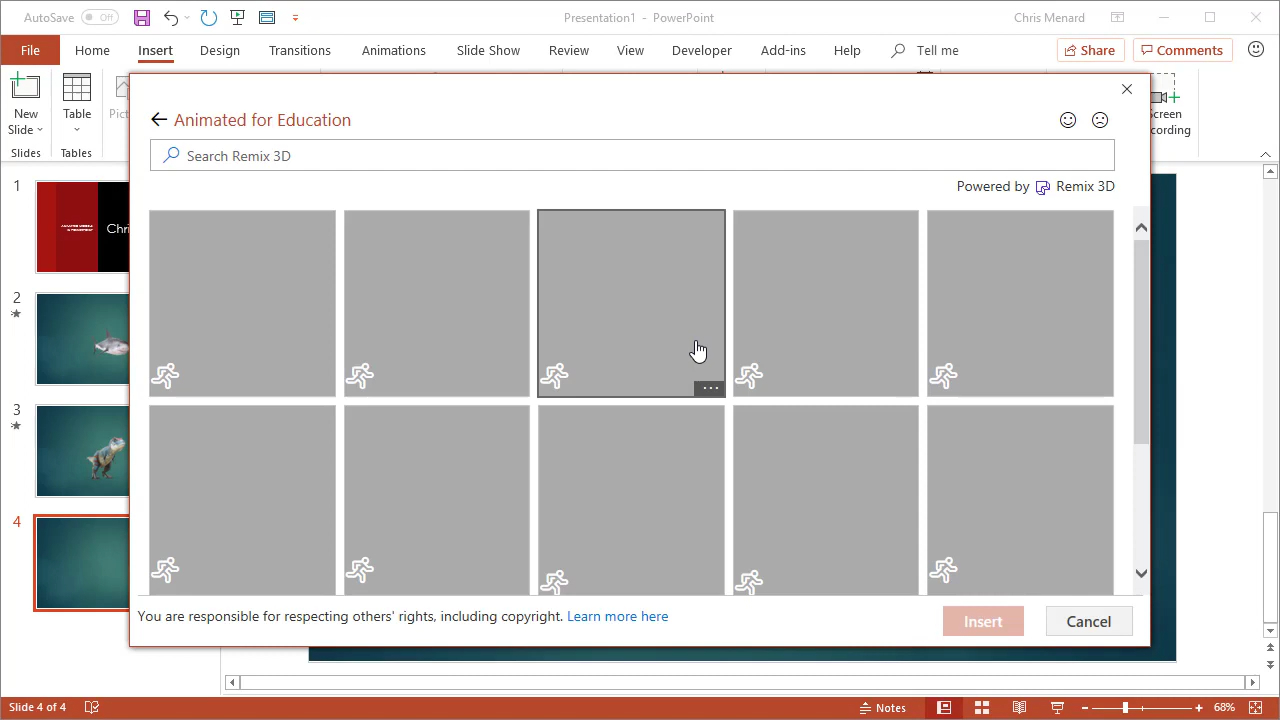 AutoSave Off
Presentation1 - PowerPoint
Chris Menard
File Home Insert Design Transitions Animations Slide Show Review View Developer Add-ins Help Tell me Share Comments
New
Slide
Table
Pict
Screen
cording
Slides
Tables
Animated for Education
Search Remix 3D
Powered by Remix 3D
1
Chri
2
3
4
You are responsible for respecting others' rights, including copyright. Learn more here
Insert
Cancel
Slide 4 of 4
Notes
68%